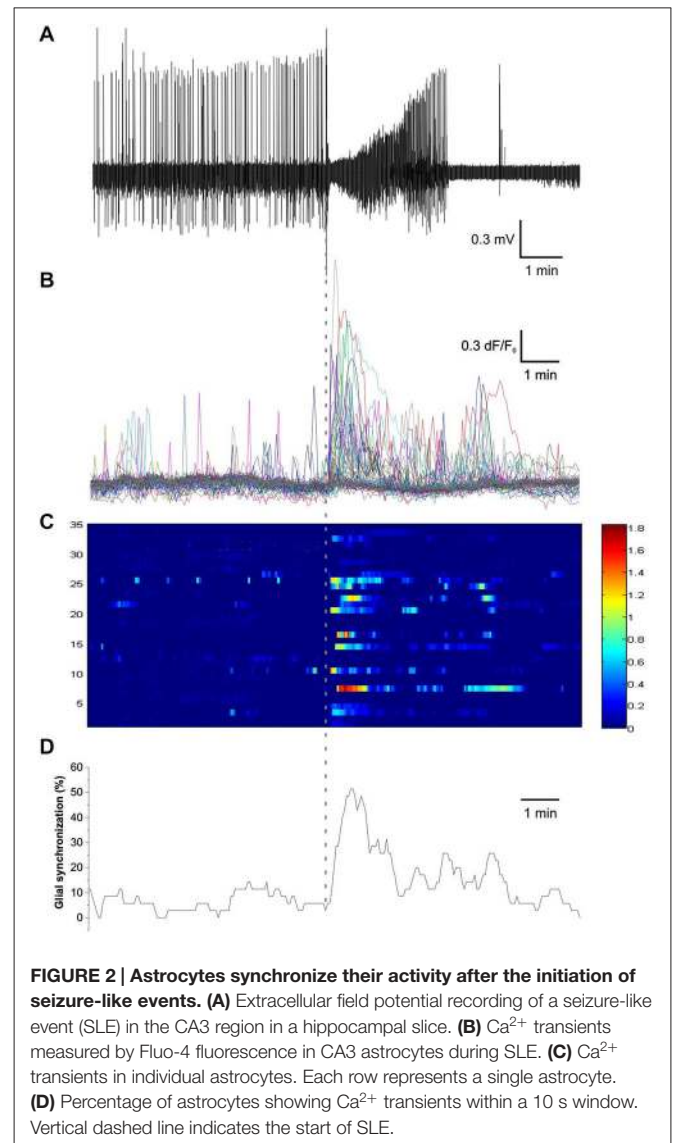 A
0.3 mV
1 min
B
0.3 dF/F₀
1 min
C
35
30
25
20
15
10
5
1.8
1.6
1.4
1.2
1
0.8
0.6
0.4
0.2
0
D
Glial synchronization (%)
60
50
40
30
20
10
0
1 min
FIGURE 2 | Astrocytes synchronize their activity after the initiation of
seizure-like events. (A) Extracellular field potential recording of a seizure-like
event (SLE) in the CA3 region in a hippocampal slice. (B) Ca²⁺ transients
measured by Fluo-4 fluorescence in CA3 astrocytes during SLE. (C) Ca²⁺
transients in individual astrocytes. Each row represents a single astrocyte.
(D) Percentage of astrocytes showing Ca²⁺ transients within a 10 s window.
Vertical dashed line indicates the start of SLE.